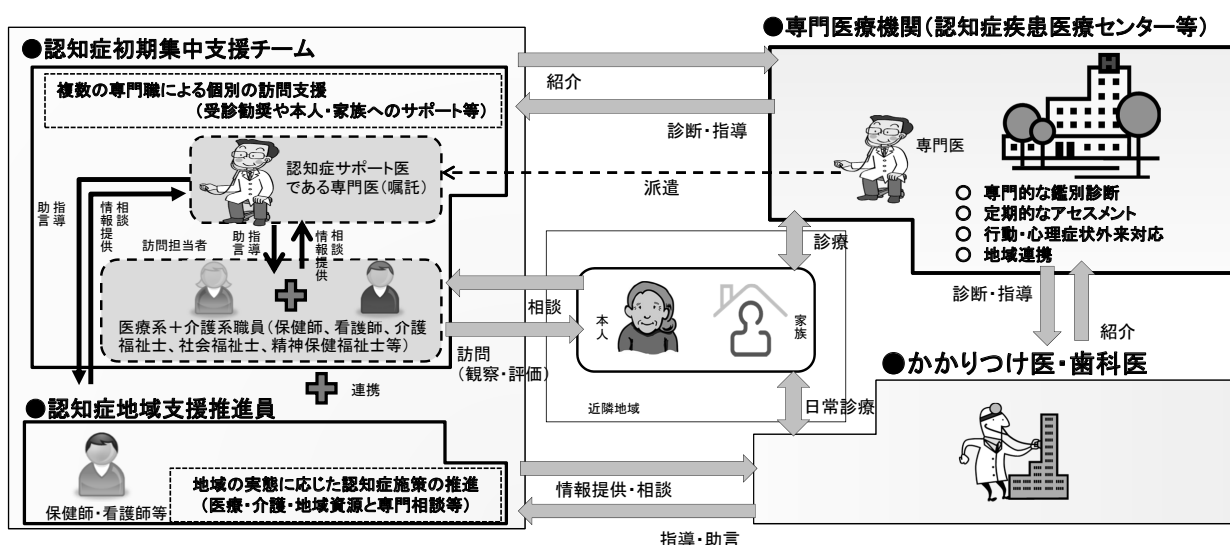 ●認知症初期集中支援チーム
複数の専門職による個別の訪問支援
（受診勧奨や本人・家族へのサポート等）
認知症サポート医
である専門医（嘱託）
指導
助言
相談
情報提供
訪問担当者
指導
助言
相談
情報提供
医療系＋介護系職員（保健師、看護師、介護
福祉士、社会福祉士、精神保健福祉士等）
連携
●認知症地域支援推進員
保健師・看護師等
地域の実態に応じた認知症施策の推進
（医療・介護・地域資源と専門相談等）
紹介
診断・指導
派遣
相談
訪問
（観察・評価）
本人
家族
近隣地域
診療
日常診療
情報提供・相談
指導・助言
●専門医療機関（認知症疾患医療センター等）
H
専門医
○ 専門的な鑑別診断
○ 定期的なアセスメント
○ 行動・心理症状外来対応
○ 地域連携
診断・指導
紹介
●かかりつけ医・歯科医